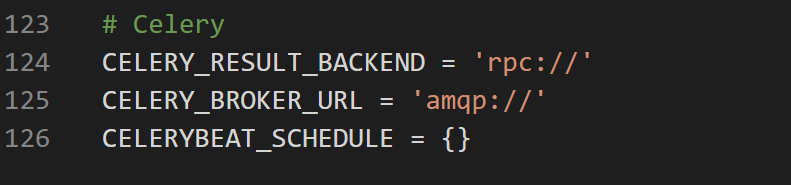 123 # Celery
124 CELERY_RESULT_BACKEND = 'rpc://'
125 CELERY_BROKER_URL = 'amqp://'
126 CELERYBEAT_SCHEDULE = {}